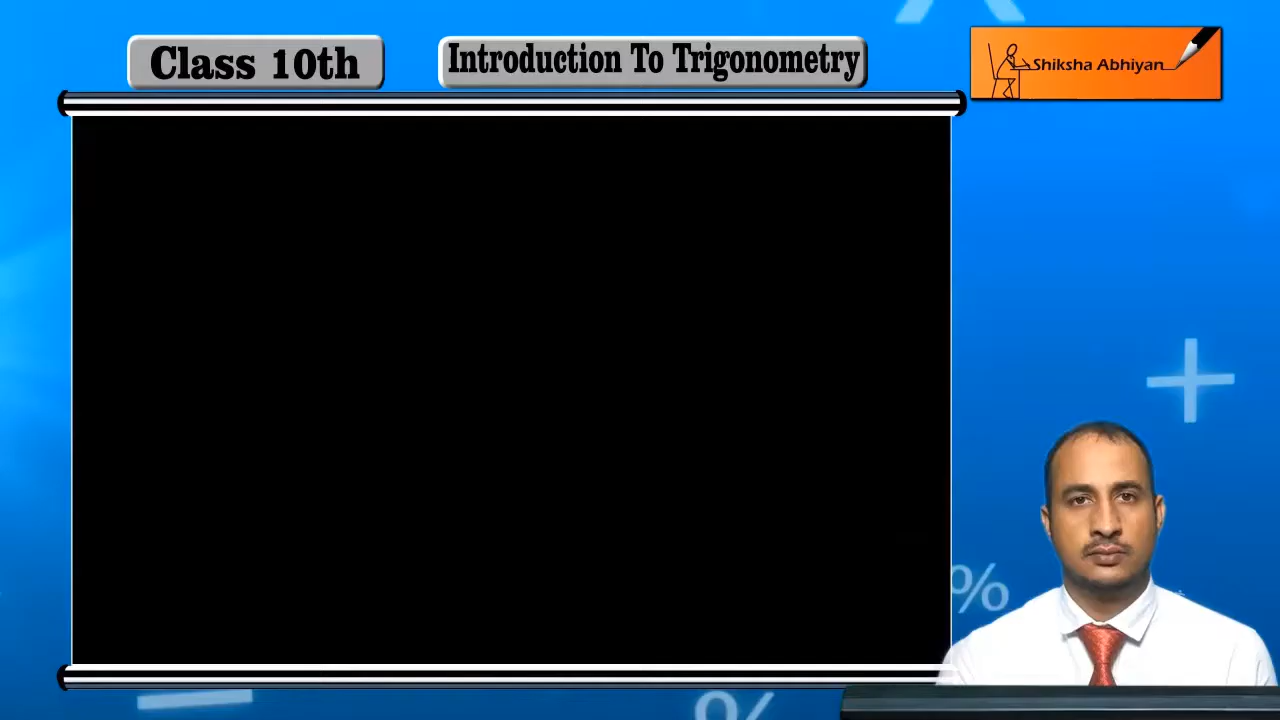 Class 10th
Introduction To Trigonometry
Shiksha Abhiyan
+
%
%